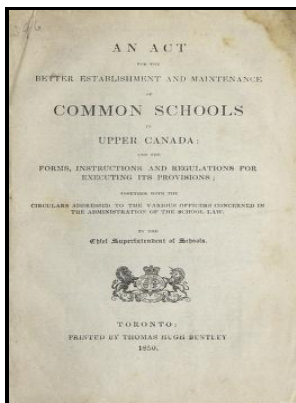 AN ACT
FOR THE
BETTER ESTABLISHMENT AND MAINTENANCE
OF
COMMON SCHOOLS
IN
UPPER CANADA:
AND THE
FORMS, INSTRUCTIONS AND REGULATIONS FOR
EXECUTING ITS PROVISIONS;
TOGETHER WITH THE
CIRCULARS ADDRESSED TO THE VARIOUS OFFICERS CONCERNED IN
THE ADMINISTRATION OF THE SCHOOL LAW.
BY THE
Chief Superintendent of Schools.
TORONTO:
PRINTED BY THOMAS HUGH BENTLEY
1850.